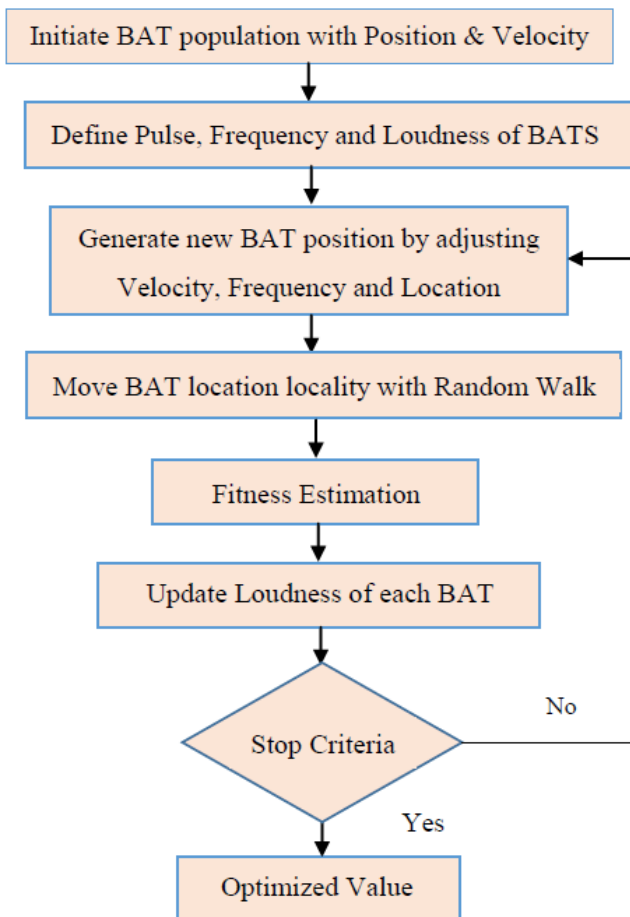 Initiate BAT population with Position & Velocity
Define Pulse, Frequency and Loudness of BATS
Generate new BAT position by adjusting
Velocity, Frequency and Location
Move BAT location locality with Random Walk
Fitness Estimation
Update Loudness of each BAT
Stop Criteria
No
Yes
Optimized Value